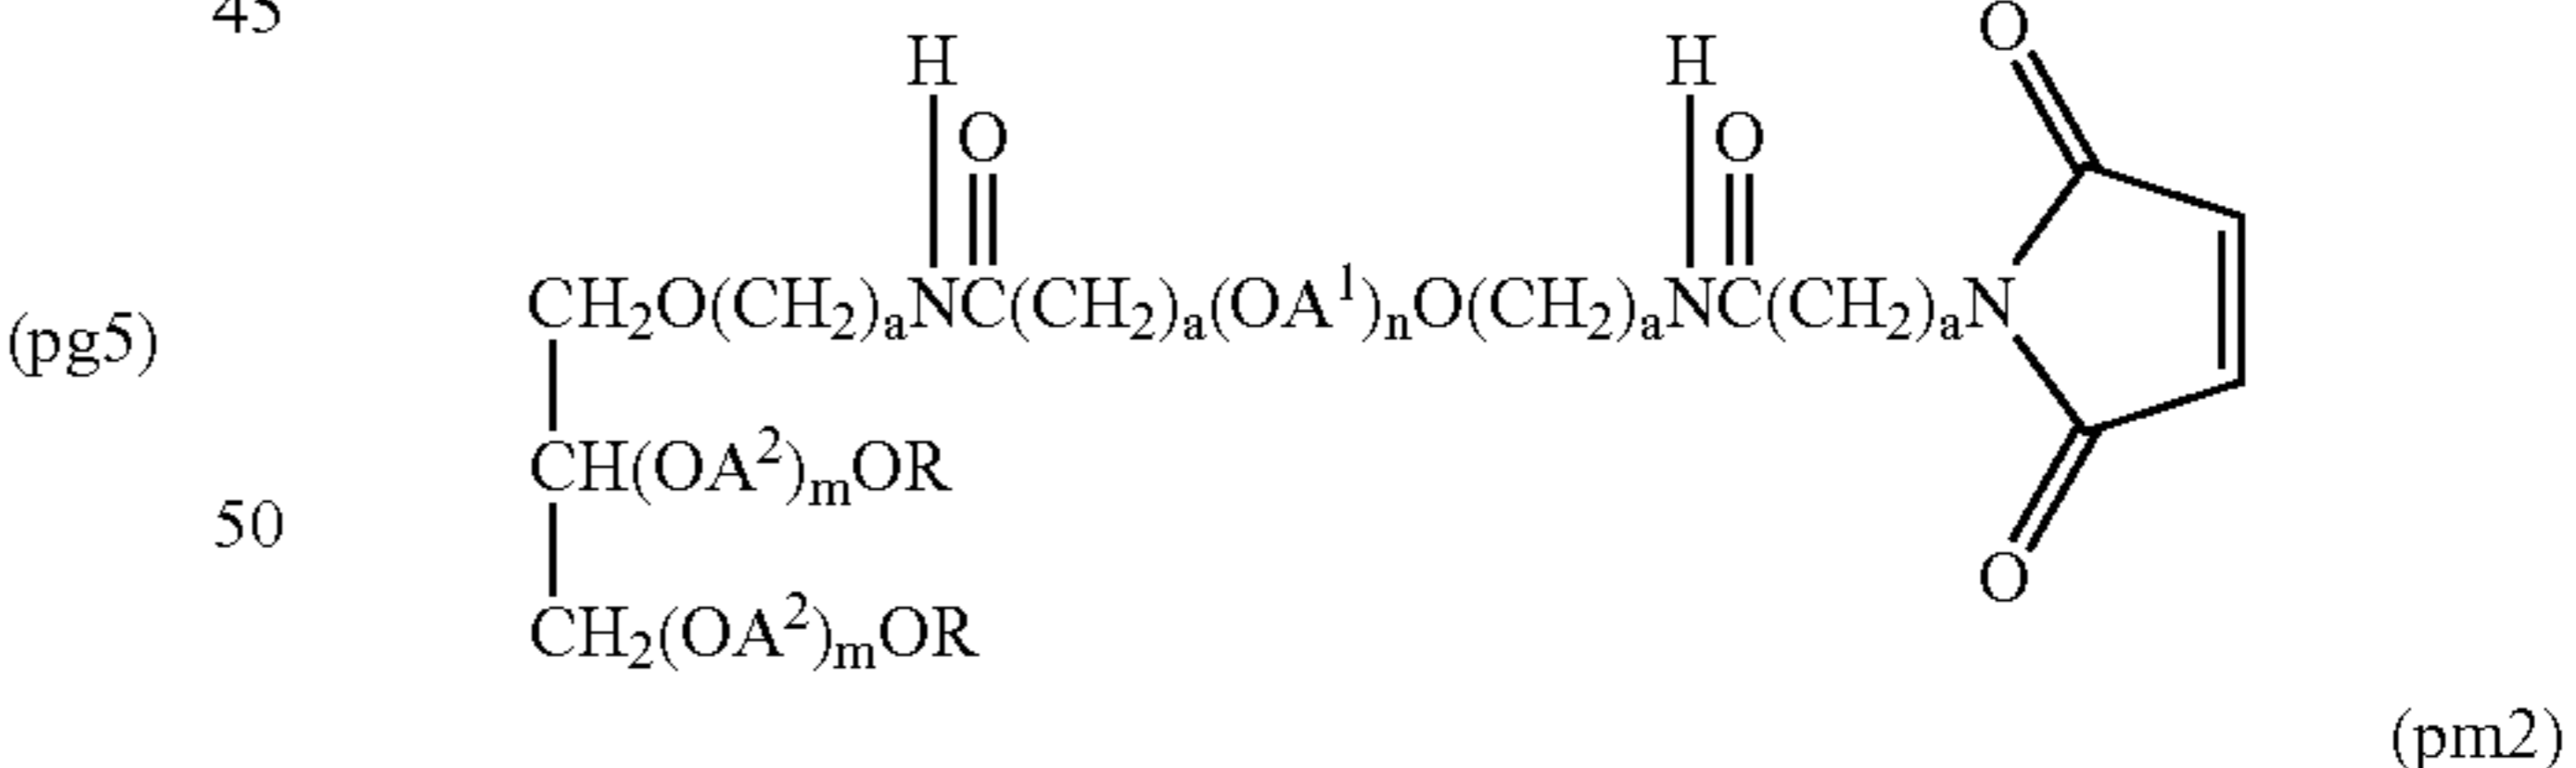 45
H H O
O O
CH₂O(CH₂)ₐNC(CH₂)ₐ(OA¹)ₙO(CH₂)ₐNC(CH₂)ₐN
(pg5)
CH(OA²)ₘOR
50
O
CH₂(OA²)ₘOR
(pm2)